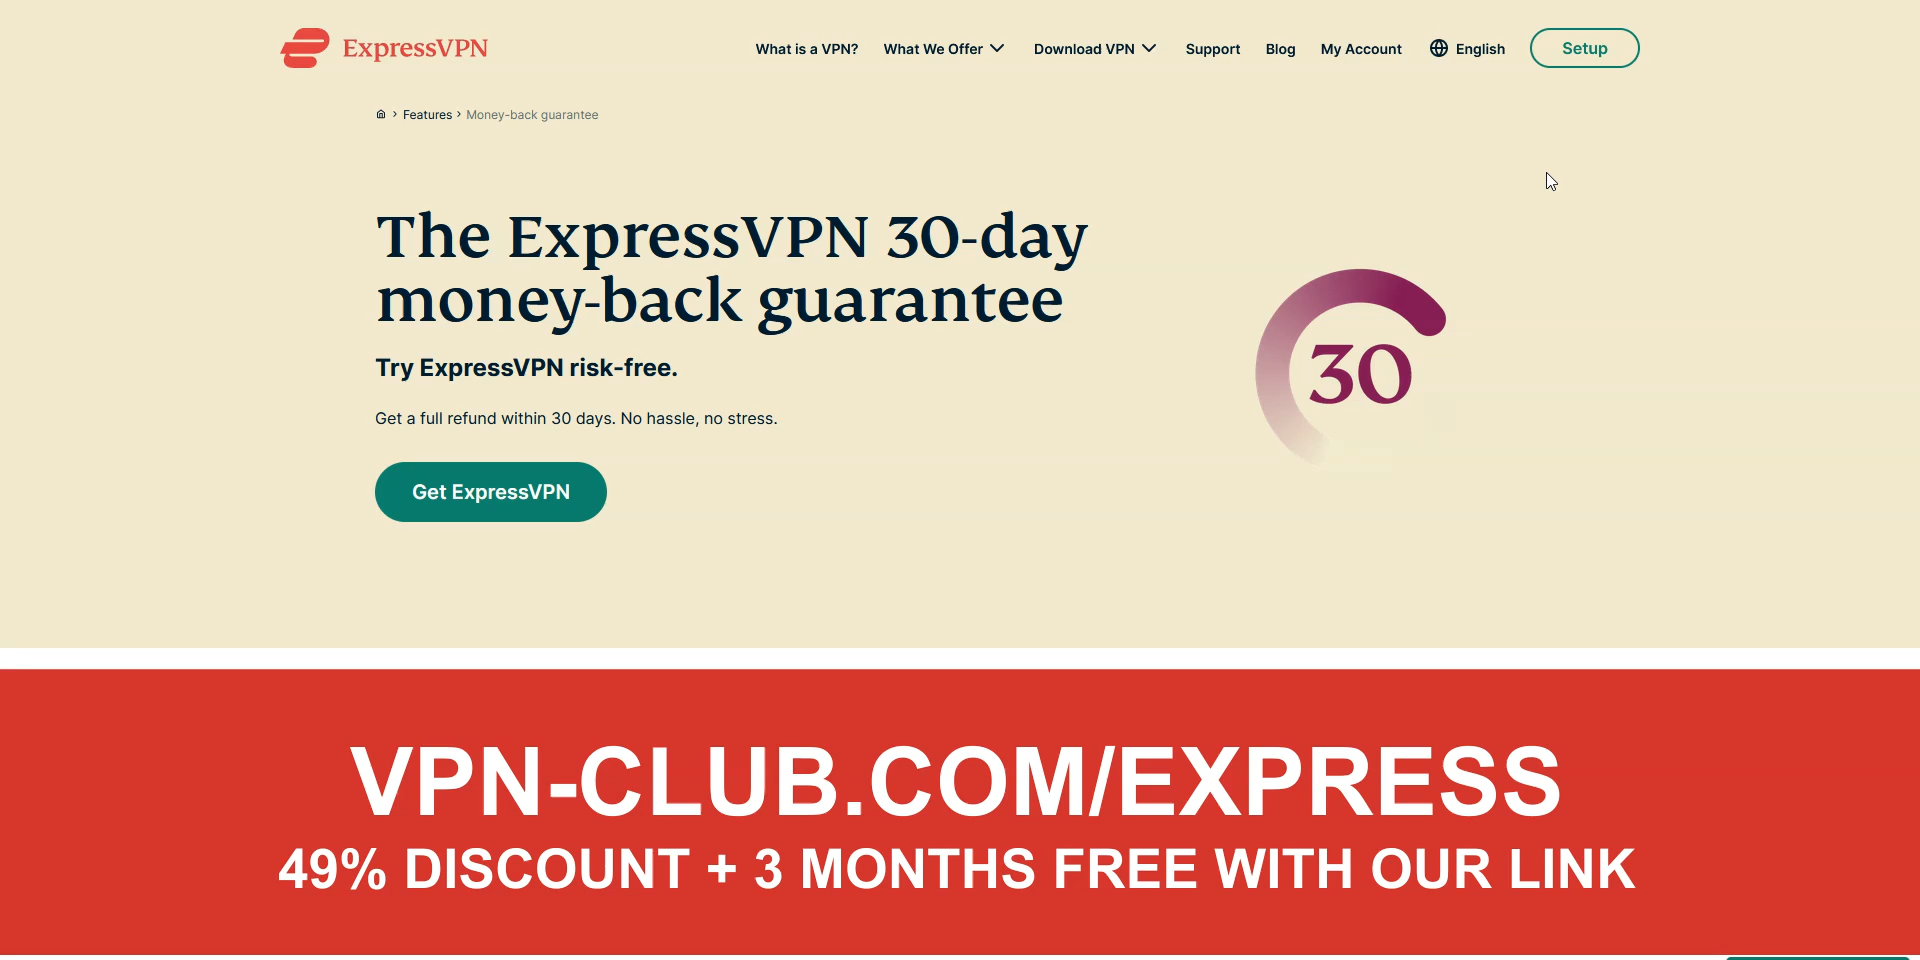 ExpressVPN
What is a VPN? What We Offer Download VPN Support Blog My Account English Setup
Features > Money-back guarantee
The ExpressVPN 30-day
money-back guarantee
30
Try ExpressVPN risk-free.
Get a full refund within 30 days. No hassle, no stress.
Get ExpressVPN
VPN-CLUB.COM/EXPRESS
49% DISCOUNT + 3 MONTHS FREE WITH OUR LINK